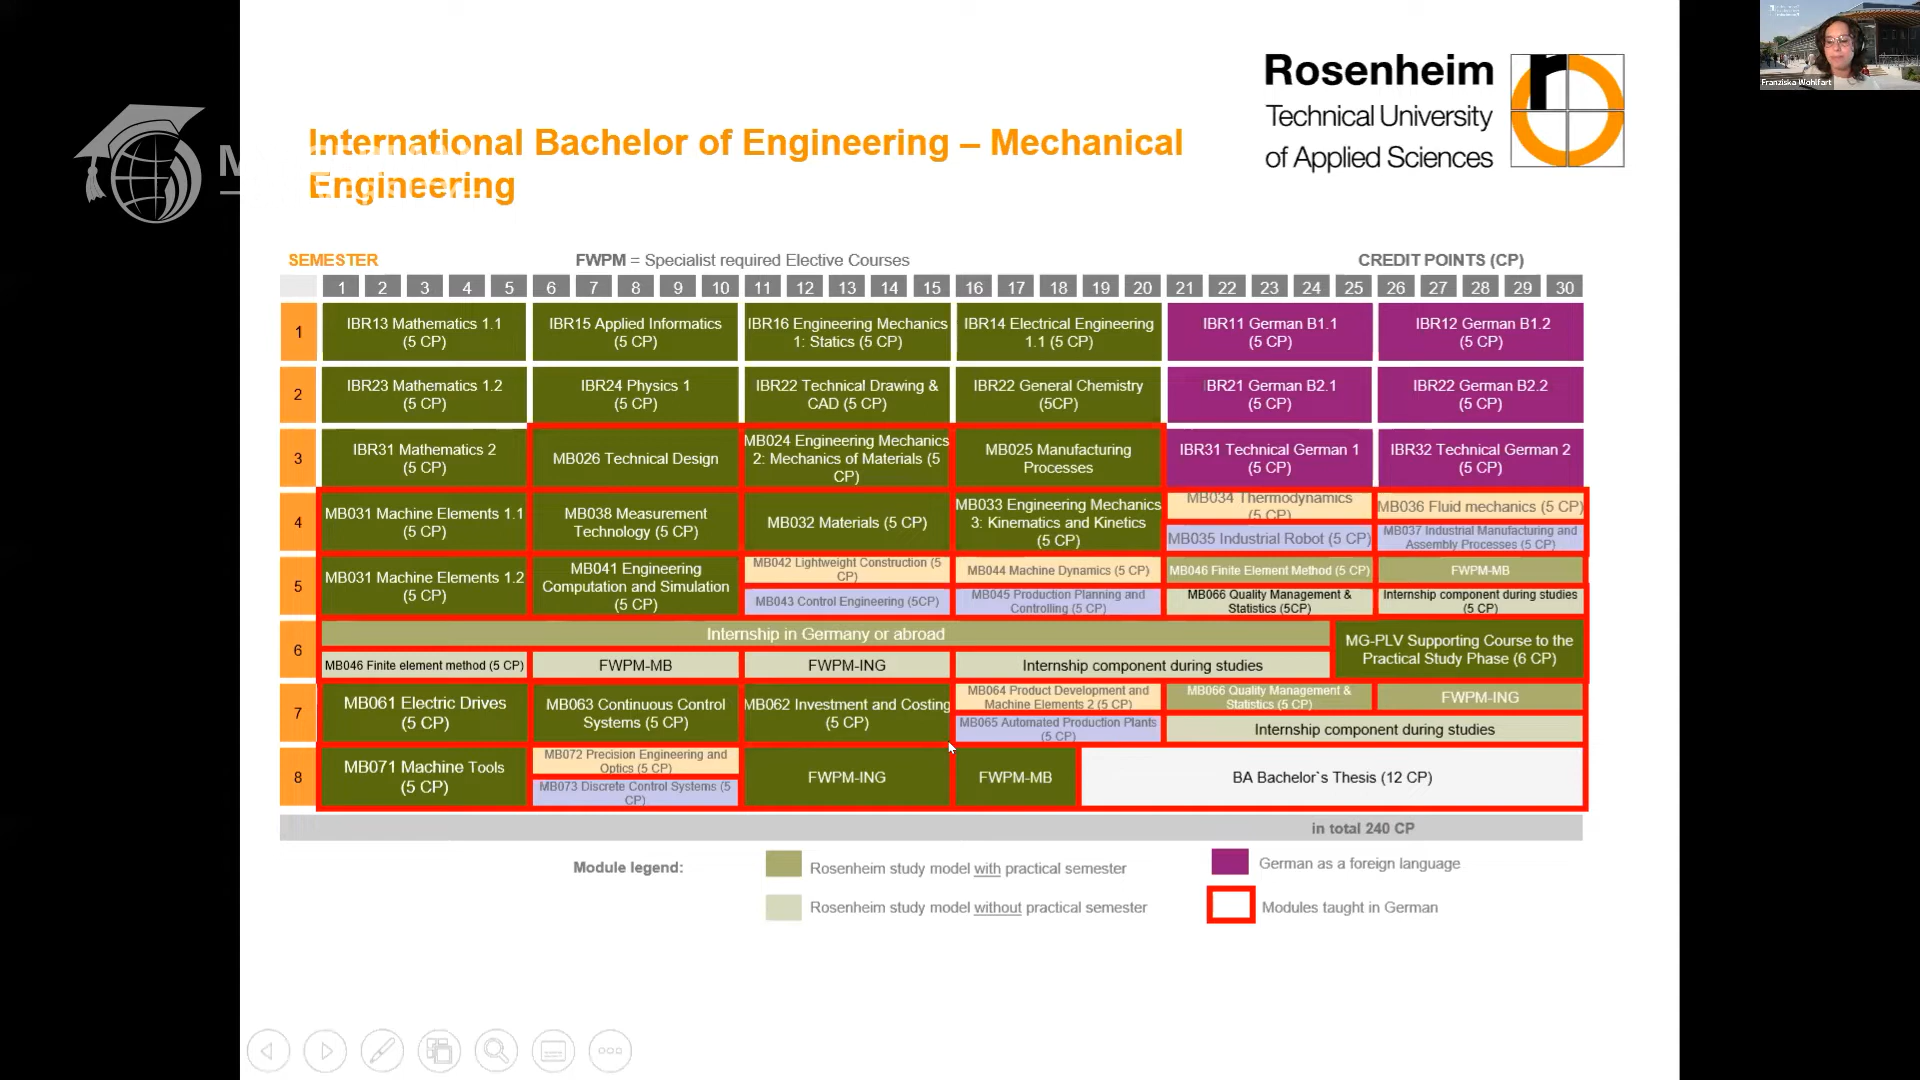 Franziska Wohlfart
Rosenheim
Technical University
of Applied Sciences
International Bachelor of Engineering – Mechanical
Engineering
SEMESTER
FWPM = Specialist required Elective Courses
CREDIT POINTS (CP)
1 2 3 4 5 6 7 8 9 10 11 12 13 14 15 16 17 18 19 20 21 22 23 24 25 26 27 28 29 30
1
IBR13 Mathematics 1.1
(5 CP)
IBR15 Applied Informatics
(5 CP)
IBR16 Engineering Mechanics
1: Statics (5 CP)
IBR14 Electrical Engineering
1.1 (5 CP)
IBR11 German B1.1
(5 CP)
IBR12 German B1.2
(5 CP)
2
IBR23 Mathematics 1.2
(5 CP)
IBR24 Physics 1
(5 CP)
IBR22 Technical Drawing &
CAD (5 CP)
IBR22 General Chemistry
(5CP)
IBR21 German B2.1
(5 CP)
IBR22 German B2.2
(5 CP)
3
IBR31 Mathematics 2
(5 CP)
MB026 Technical Design
MB024 Engineering Mechanics
2: Mechanics of Materials (5
CP)
MB025 Manufacturing
Processes
IBR31 Technical German 1
(5 CP)
IBR32 Technical German 2
(5 CP)
4
MB031 Machine Elements 1.1
(5 CP)
MB038 Measurement
Technology (5 CP)
MB032 Materials (5 CP)
MB033 Engineering Mechanics
3: Kinematics and Kinetics
(5 CP)
MB034 Thermodynamics
(5 CP)
MB036 Fluid mechanics (5 CP)
MB035 Industrial Robot (5 CP)
MB037 Industrial Manufacturing and
Assembly Processes (5 CP)
5
MB031 Machine Elements 1.2
(5 CP)
MB041 Engineering
Computation and Simulation
(5 CP)
MB042 Lightweight Construction (5
CP)
MB044 Machine Dynamics (5 CP)
MB046 Finite Element Method (5 CP)
FWPM-MB
MB043 Control Engineering (5CP)
MB045 Production Planning and
Controlling (5 CP)
MB066 Quality Management &
Statistics (5CP)
Internship component during studies
(5 CP)
6
Internship in Germany or abroad
MG-PLV Supporting Course to the
Practical Study Phase (6 CP)
MB046 Finite element method (5 CP)
FWPM-MB
FWPM-ING
Internship component during studies
7
MB061 Electric Drives
(5 CP)
MB063 Continuous Control
Systems (5 CP)
MB062 Investment and Costing
(5 CP)
MB064 Product Development and
Machine Elements 2 (5 CP)
MB066 Quality Management &
Statistics (5 CP)
FWPM-ING
MB065 Automated Production Plants
(5 CP)
Internship component during studies
8
MB071 Machine Tools
(5 CP)
MB072 Precision Engineering and
Optics (5 CP)
MB073 Discrete Control Systems (5
CP)
FWPM-ING
FWPM-MB
BA Bachelor`s Thesis (12 CP)
in total 240 CP
Module legend:
Rosenheim study model with practical semester
German as a foreign language
Rosenheim study model without practical semester
Modules taught in German